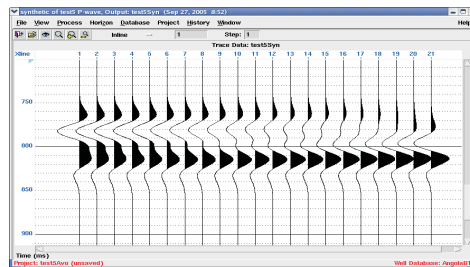 synthetic of test5 P-wave, Output: test5Syn (Sep 27, 2005 8:52)
File View Process Horizon Database Project History Window Help
Inline 1 Step: 1
Trace Data: test5Syn
Xline 1 2 3 4 5 6 7 8 9 10 11 12 13 14 15 16 17 18 19 20 21
750
800
850
900
Time (ms)
Project: test5Avo (unsaved) Well Database: AngolaB1